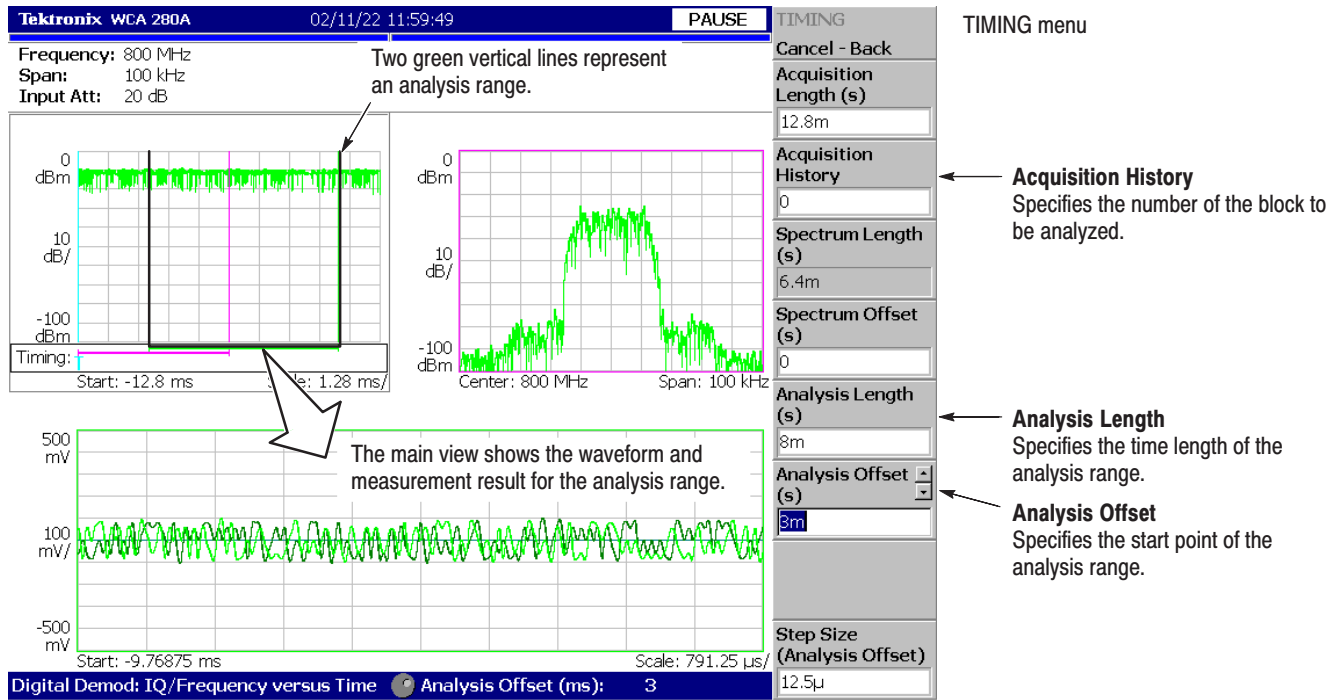 Tektronix WCA 280A 02/11/22 11:59:49 PAUSE
Frequency: 800 MHz
Span: 100 kHz
Input Att: 20 dB
Two green vertical lines represent
an analysis range.
0
dBm
10
dB/
-100
dBm
Timing:
Start: -12.8 ms
1.28 ms/
0
dBm
10
dB/
-100
dBm
Center: 800 MHz Span: 100 kHz
The main view shows the waveform and
measurement result for the analysis range.
500
mV
100
mV/
-500
mV
Start: -9.76875 ms Scale: 791.25 µs/
Digital Demod: IQ/Frequency versus Time Analysis Offset (ms): 3
TIMING
Cancel - Back
Acquisition
Length (s)
12.8m
Acquisition
History
0
Spectrum Length
(s)
6.4m
Spectrum Offset
(s)
0
Analysis Length
(s)
8m
Analysis Offset
(s)
3m
Step Size
(Analysis Offset)
12.5µ
TIMING menu
Acquisition History
Specifies the number of the block to
be analyzed.
Analysis Length
Specifies the time length of the
analysis range.
Analysis Offset
Specifies the start point of the
analysis range.